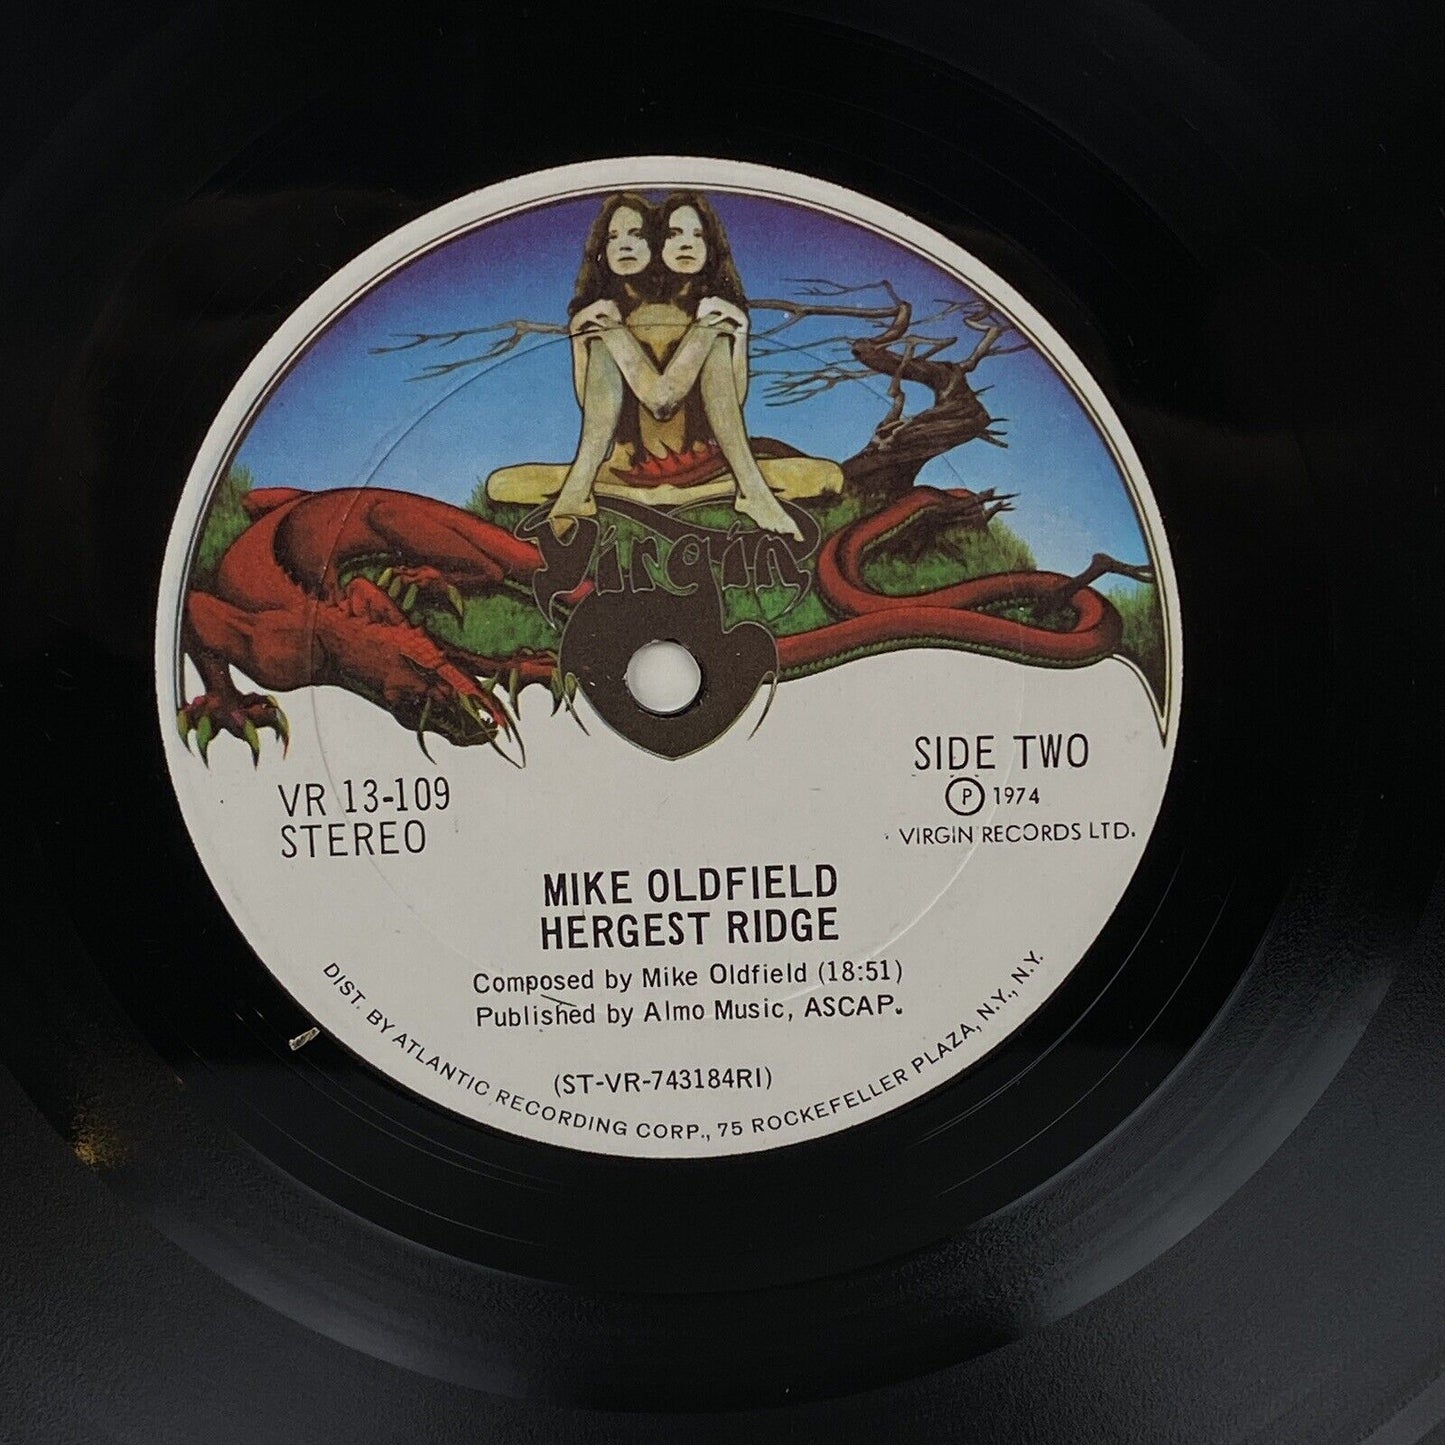 Virgin
VR 13-109
STEREO
SIDE TWO
Ⓟ 1974
VIRGIN RECORDS LTD.
MIKE OLDFIELD
HERGEST RIDGE
Composed by Mike Oldfield (18:51)
Published by Almo Music, ASCAP.
(ST-VR-743184RI)
DIST. BY ATLANTIC RECORDING CORP., 75 ROCKEFELLER PLAZA, N.Y., N.Y.